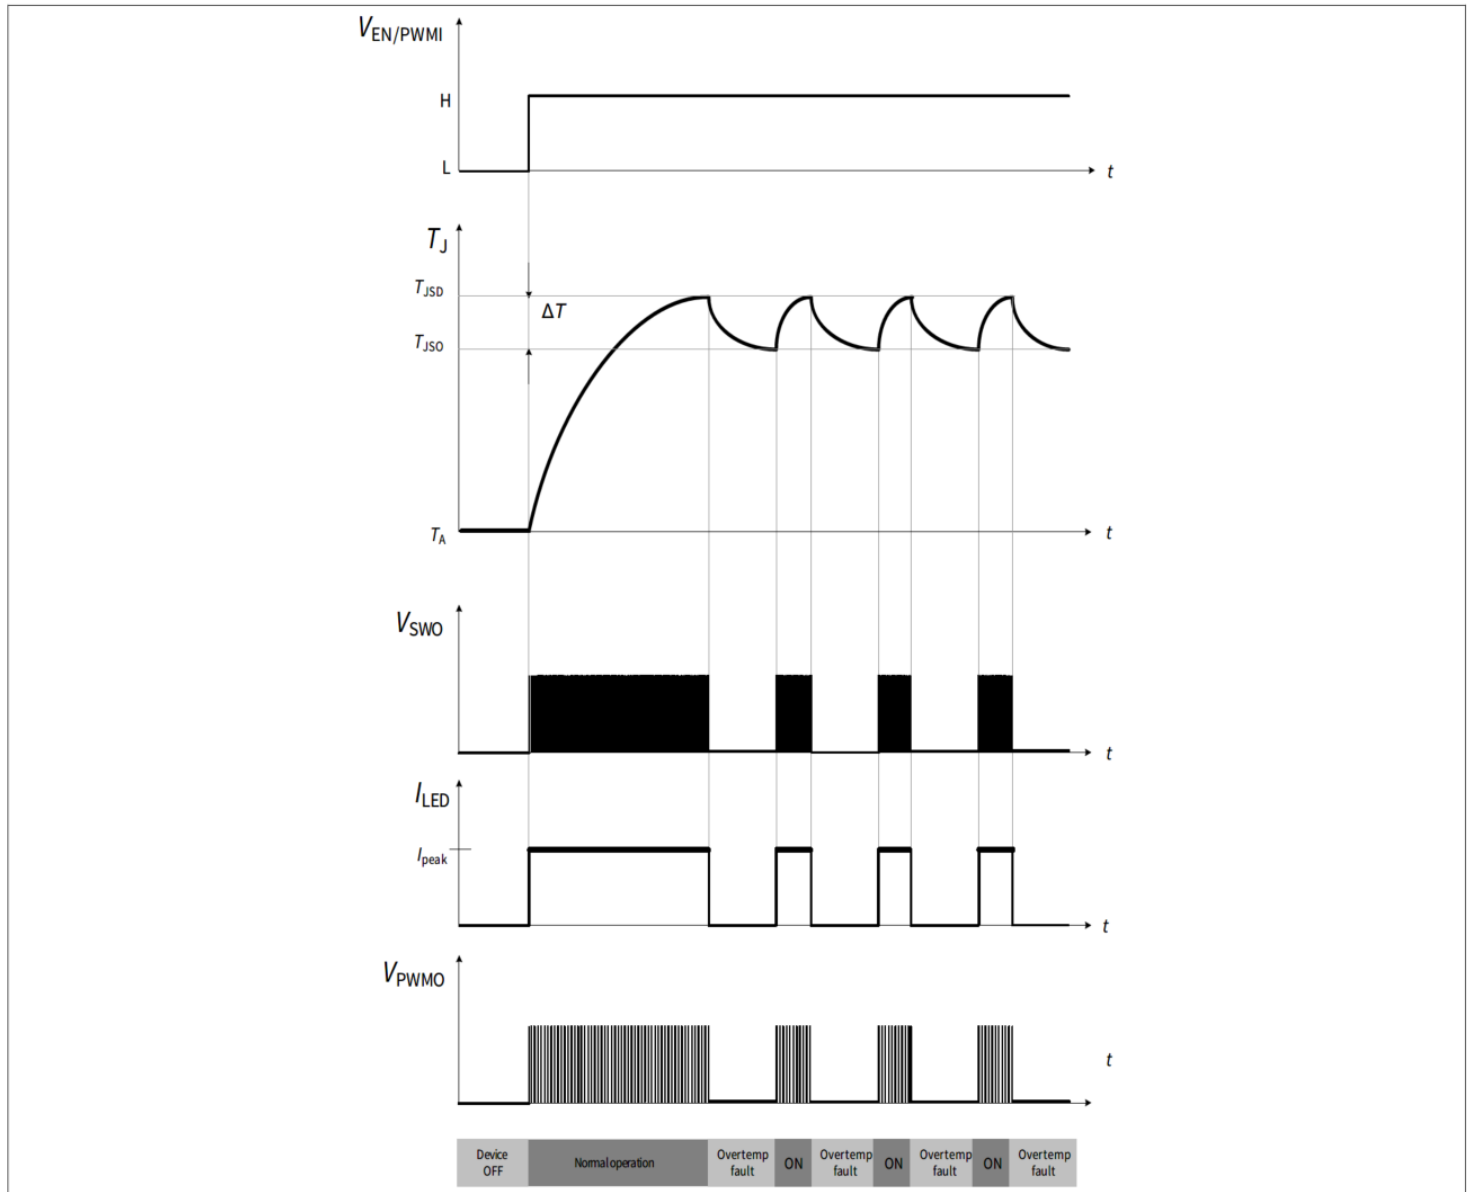 VEN/PWMI
H
L
t
TJ
TJSD
ΔT
TJSO
TA
t
VSWO
t
ILED
Ipeak
t
VPWMO
t
Device
OFF
Normal operation
Overtemp
fault
ON
Overtemp
fault
ON
Overtemp
fault
ON
Overtemp
fault